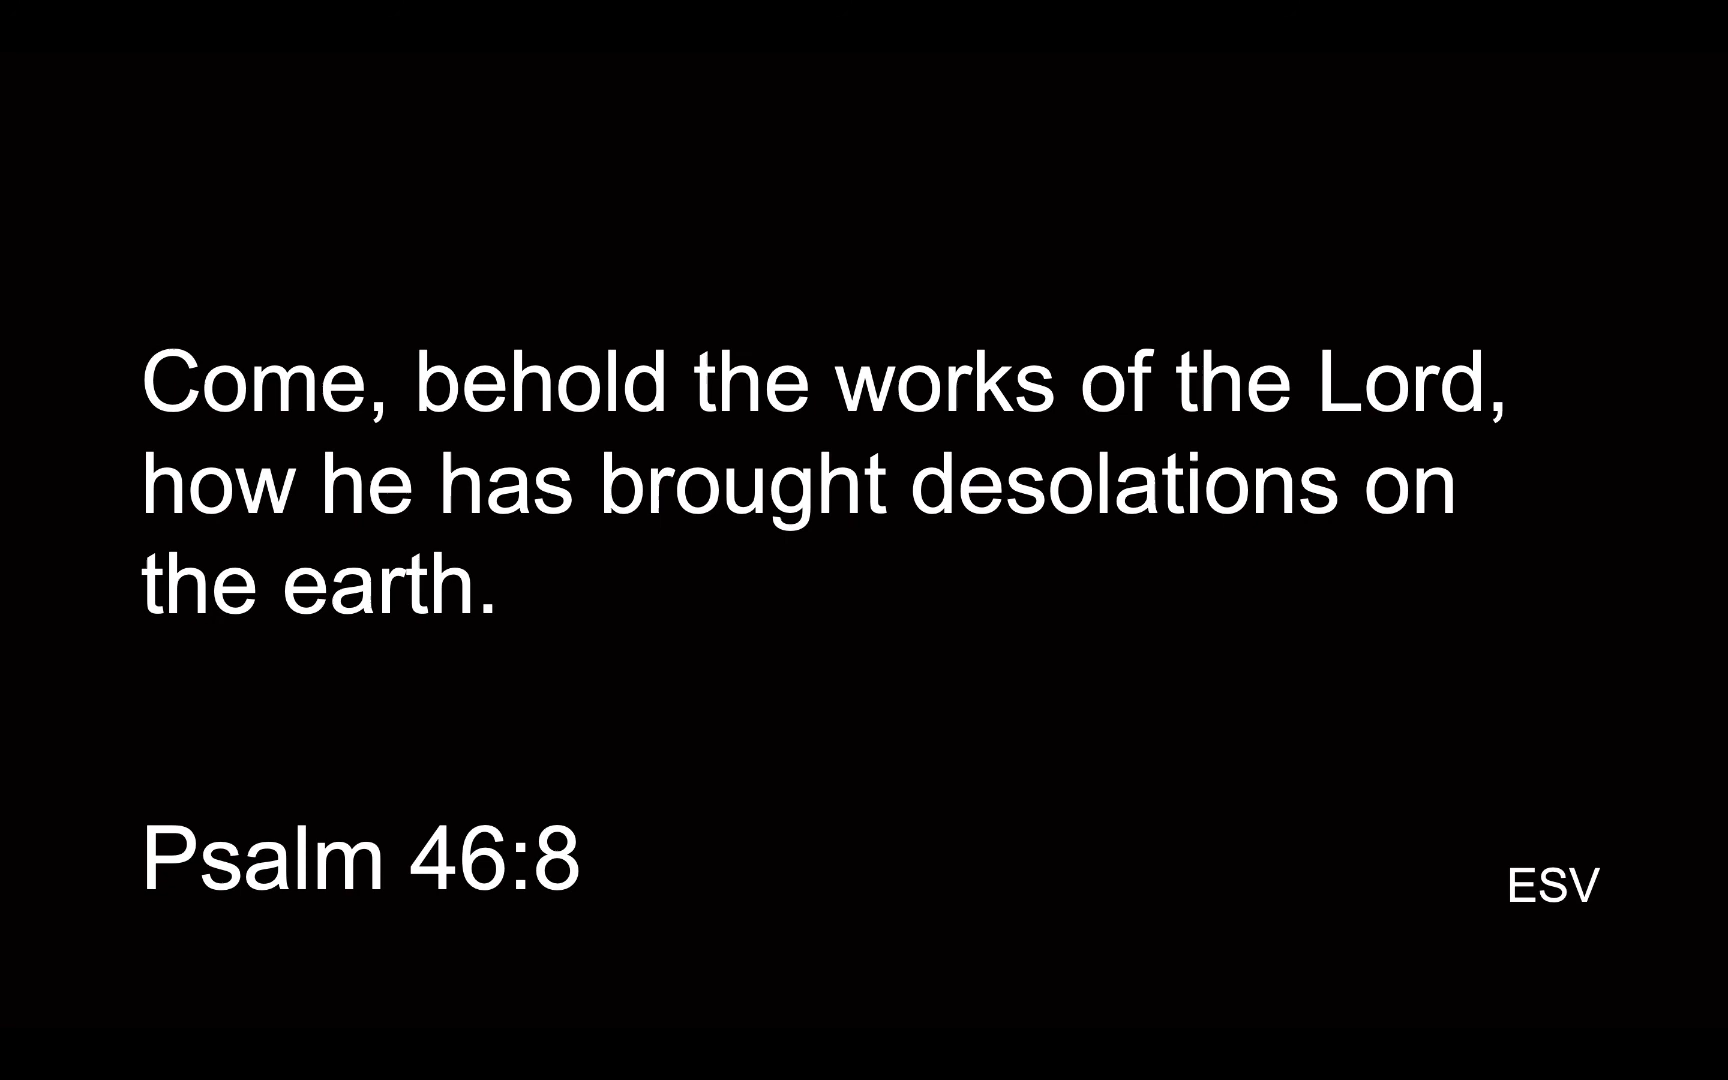 Come, behold the works of the Lord,
how he has brought desolations on
the earth.
Psalm 46:8
ESV